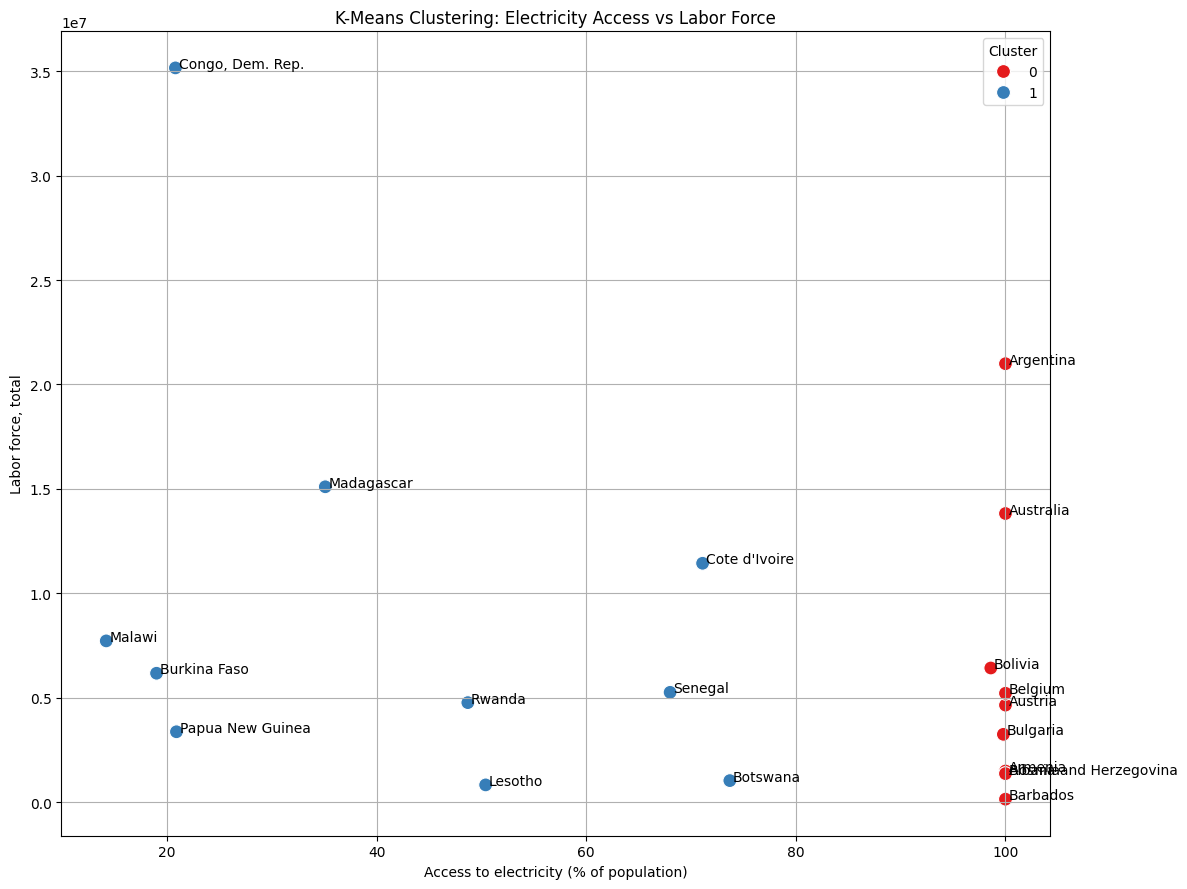 K-Means Clustering: Electricity Access vs Labor Force
1e7
Cluster
0
1
3.5
3.0
2.5
2.0
1.5
1.0
0.5
0.0
Labor force, total
Congo, Dem. Rep.
Argentina
Madagascar
Australia
Cote d'Ivoire
Malawi
Burkina Faso
Bolivia
Senegal
Belgium
Rwanda
Austria
Papua New Guinea
Bulgaria
Armenia
and Herzegovina
Lesotho
Botswana
Barbados
20
40
60
80
100
Access to electricity (% of population)